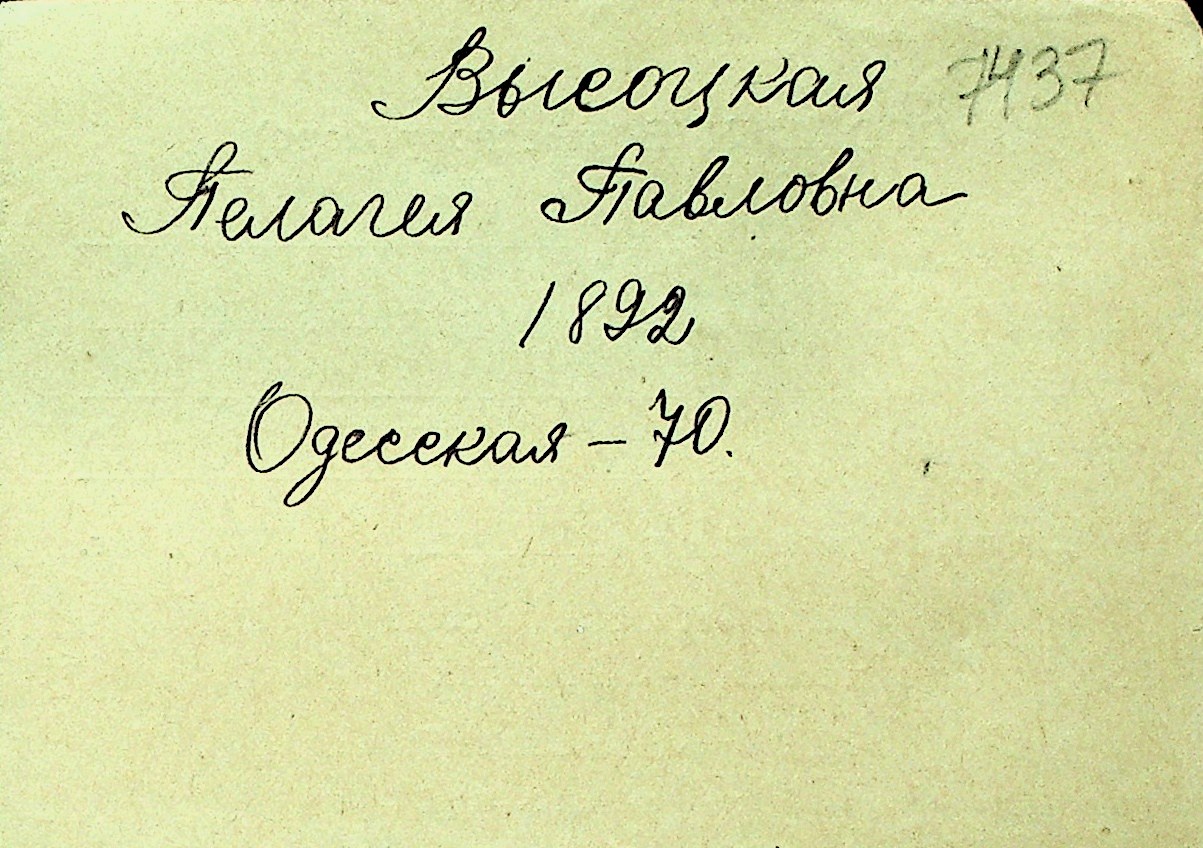 Высоцкая 7437
Пелагея Павловна
1892
Одесская – 70.